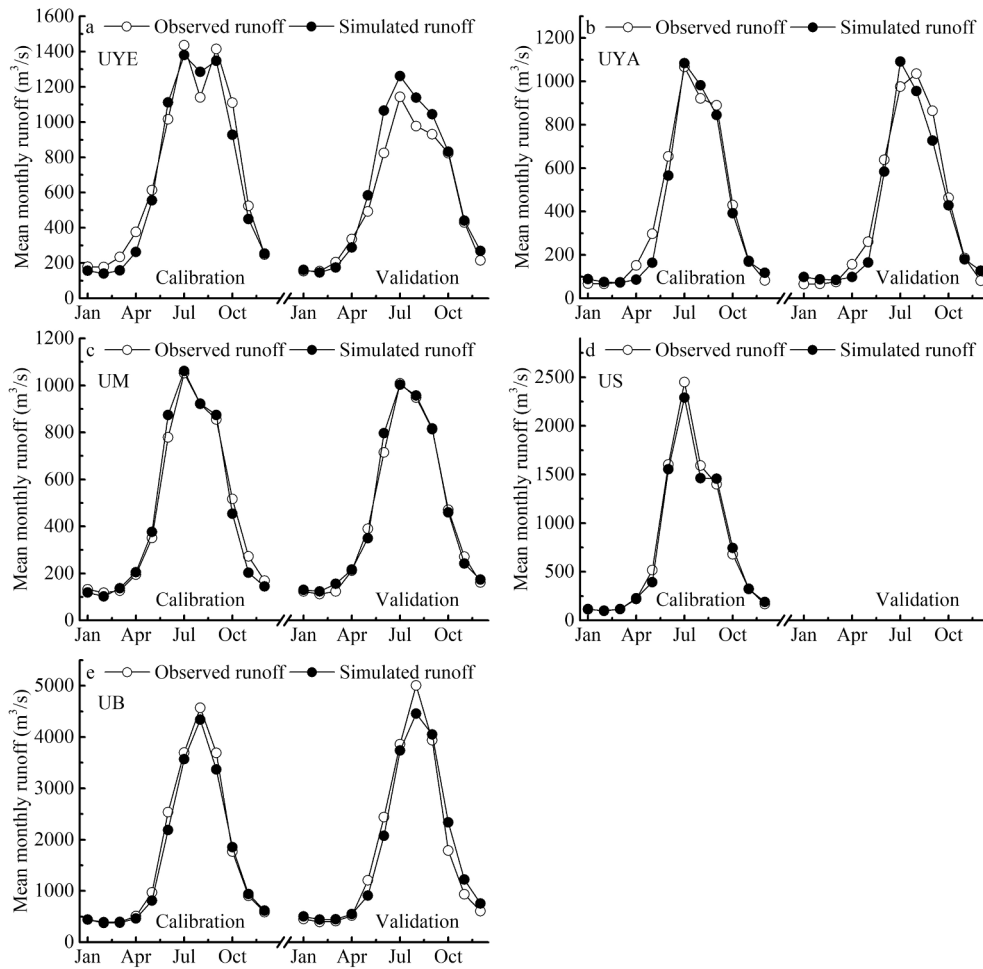 a Observed runoff Simulated runoff
UYE
Mean monthly runoff (m³/s)
1600
1400
1200
1000
800
600
400
200
0
Calibration Validation
Jan Apr Jul Oct Jan Apr Jul Oct
b Observed runoff Simulated runoff
UYA
Mean monthly runoff (m³/s)
1200
1000
800
600
400
200
0
Calibration Validation
Jan Apr Jul Oct Jan Apr Jul Oct
c Observed runoff Simulated runoff
UM
Mean monthly runoff (m³/s)
1200
1000
800
600
400
200
0
Calibration Validation
Jan Apr Jul Oct Jan Apr Jul Oct
d Observed runoff Simulated runoff
US
Mean monthly runoff (m³/s)
2500
2000
1500
1000
500
0
Calibration Validation
Jan Apr Jul Oct Jan Apr Jul Oct
e Observed runoff Simulated runoff
UB
Mean monthly runoff (m³/s)
5000
4000
3000
2000
1000
0
Calibration Validation
Jan Apr Jul Oct Jan Apr Jul Oct